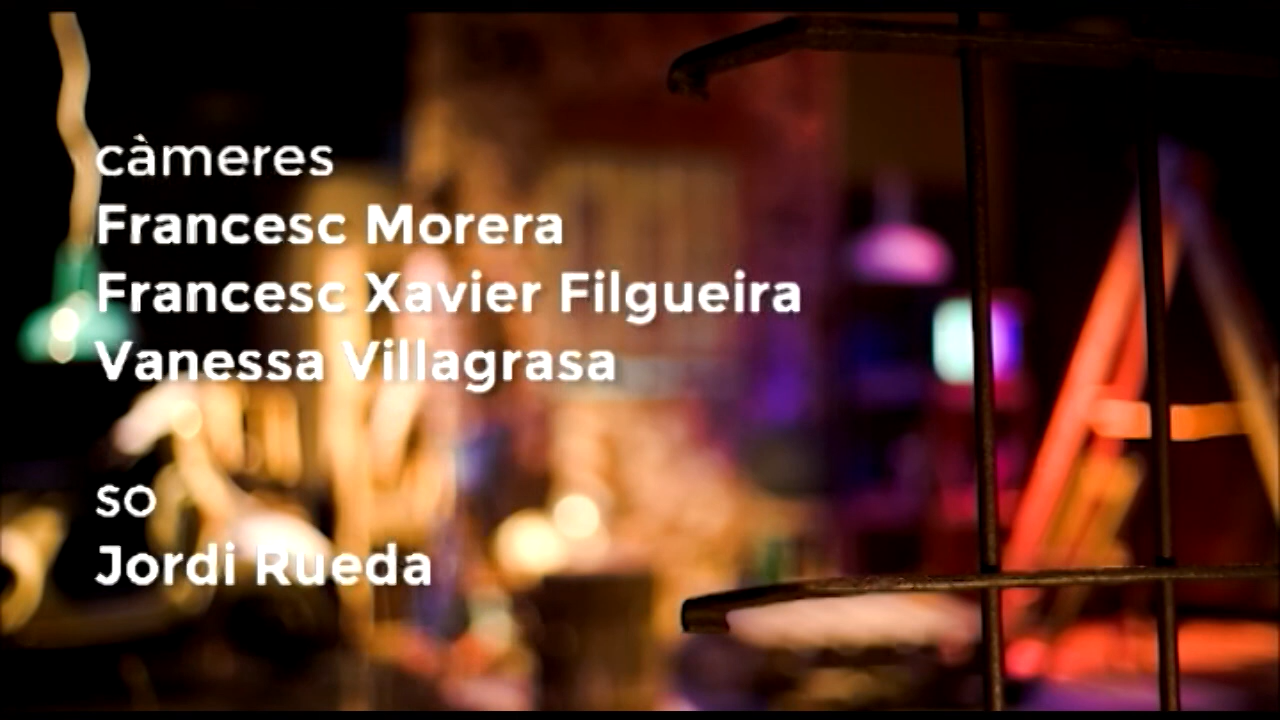 càmeres
Francesc Morera
Francesc Xavier Filgueira
Vanessa Villagrasa
so
Jordi Rueda